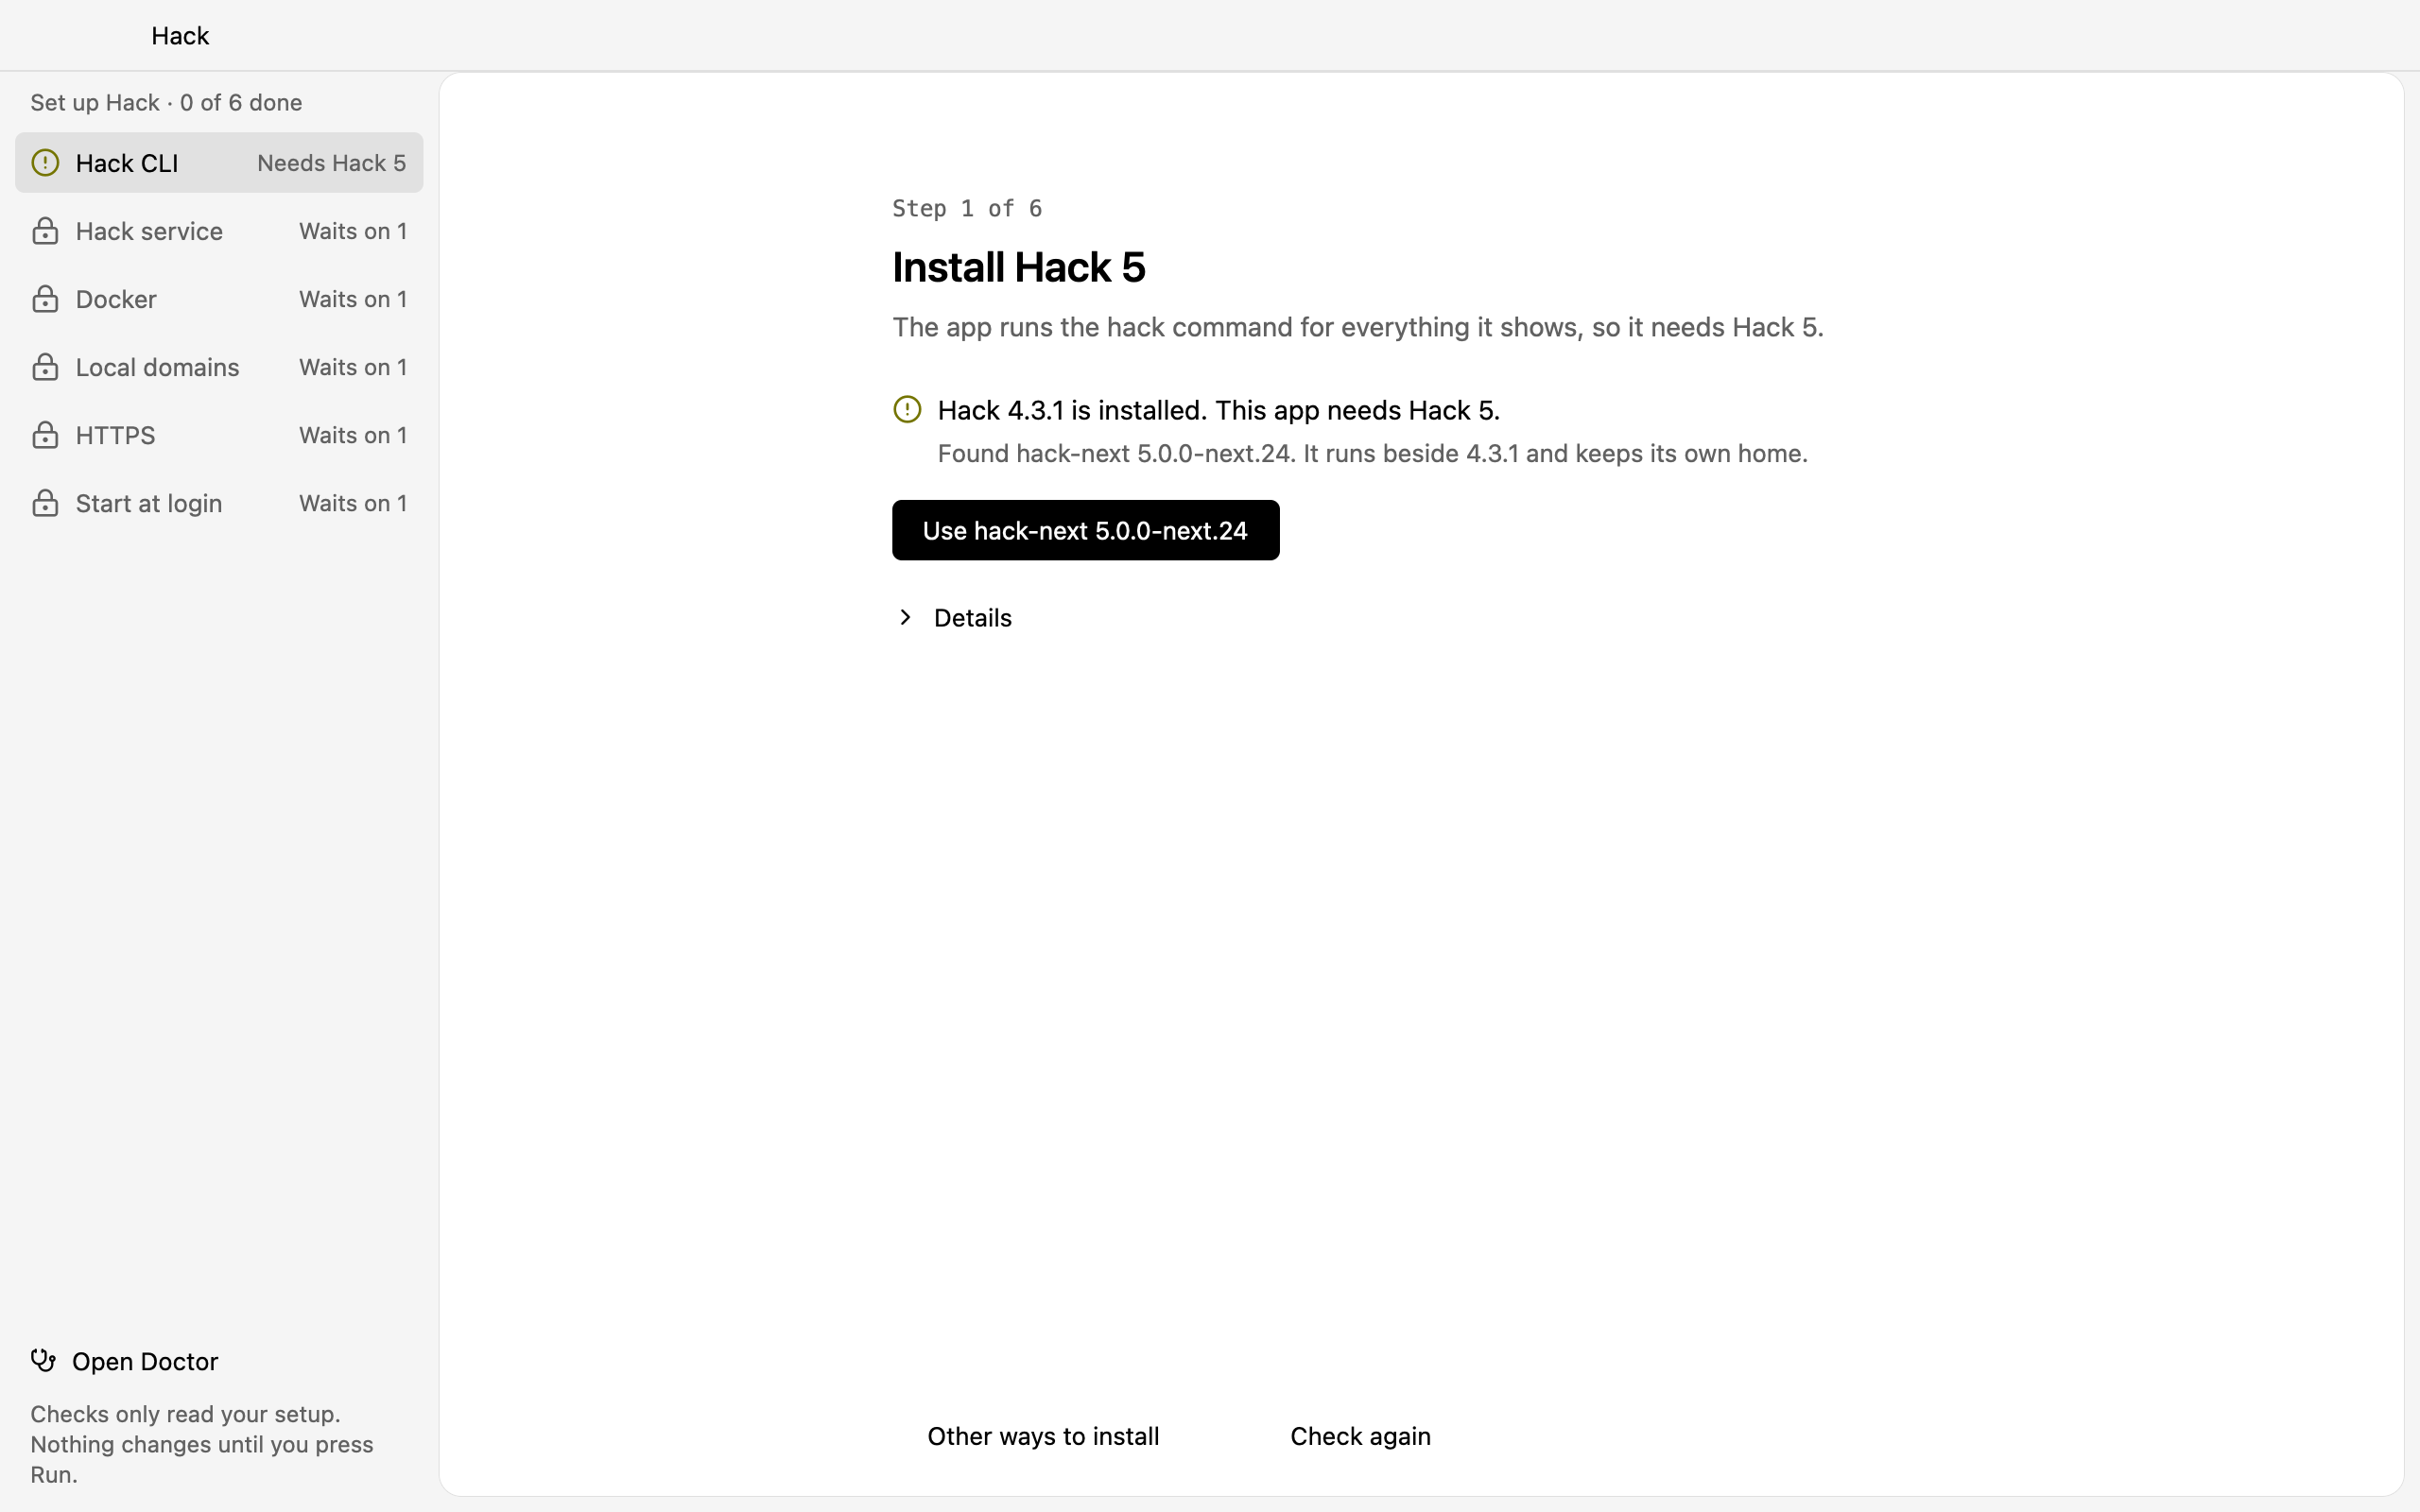 Hack
Set up Hack · 0 of 6 done
Hack CLI Needs Hack 5
Hack service Waits on 1
Docker Waits on 1
Local domains Waits on 1
HTTPS Waits on 1
Start at login Waits on 1
Step 1 of 6
Install Hack 5
The app runs the hack command for everything it shows, so it needs Hack 5.
Hack 4.3.1 is installed. This app needs Hack 5.
Found hack-next 5.0.0-next.24. It runs beside 4.3.1 and keeps its own home.
Use hack-next 5.0.0-next.24
Details
Open Doctor
Checks only read your setup.
Nothing changes until you press
Run.
Other ways to install Check again